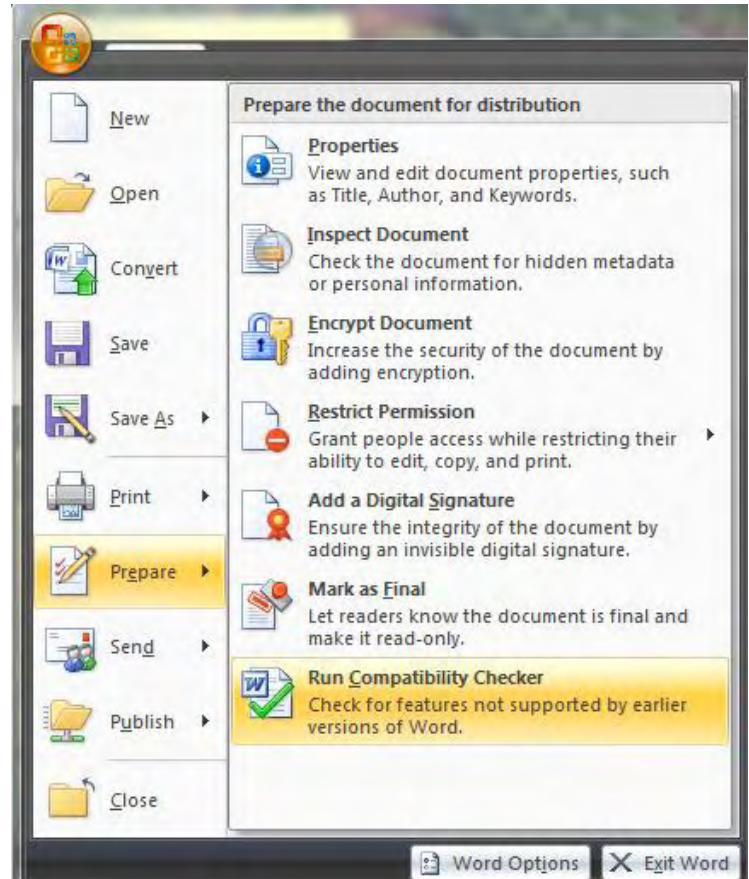 New
Open
Convert
Save
Save As
Print
Prepare
Send
Publish
Close
Prepare the document for distribution
Properties
View and edit document properties, such
as Title, Author, and Keywords.
Inspect Document
Check the document for hidden metadata
or personal information.
Encrypt Document
Increase the security of the document by
adding encryption.
Restrict Permission
Grant people access while restricting their
ability to edit, copy, and print.
Add a Digital Signature
Ensure the integrity of the document by
adding an invisible digital signature.
Mark as Final
Let readers know the document is final and
make it read-only.
Run Compatibility Checker
Check for features not supported by earlier
versions of Word.
Word Options
Exit Word